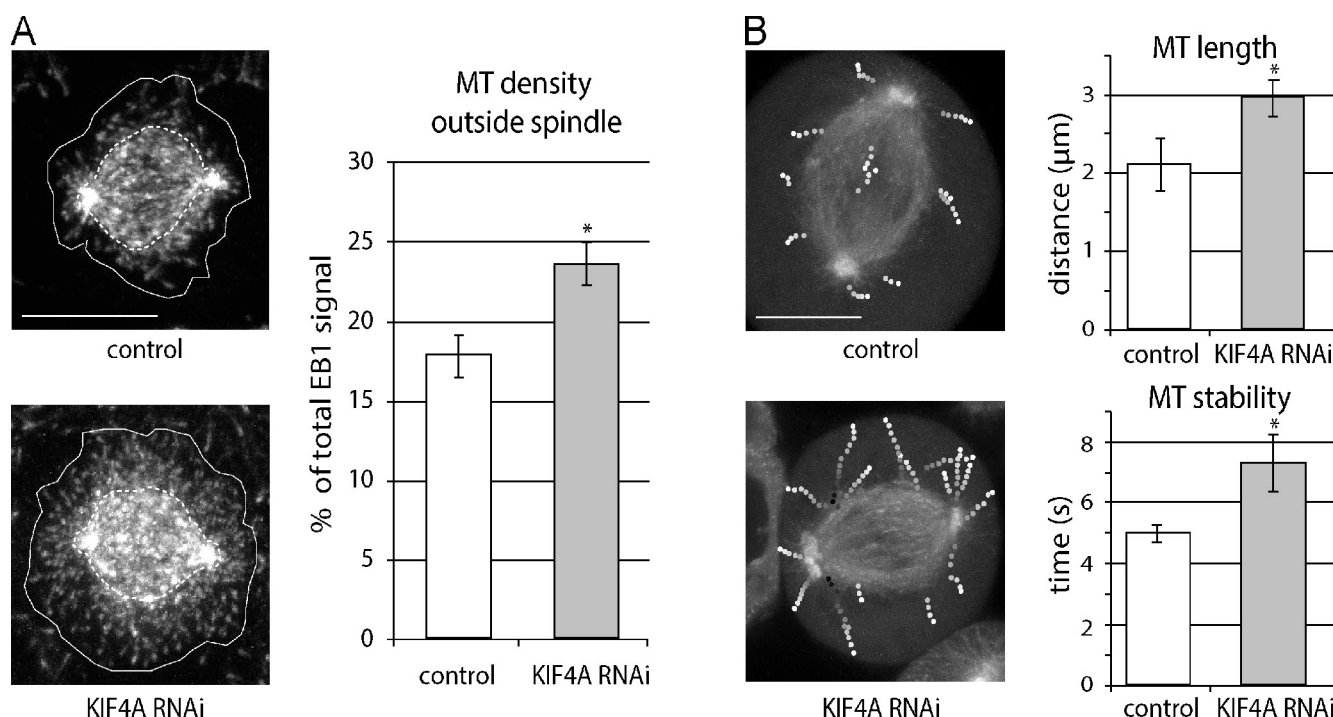 A
control
KIF4A RNAi
MT density
outside spindle
% of total EB1 signal
30
25
20
15
10
5
0
*
control
KIF4A RNAi
B
control
KIF4A RNAi
MT length
distance (µm)
3
2
1
0
*
control
KIF4A RNAi
MT stability
time (s)
8
6
4
2
0
*
control
KIF4A RNAi